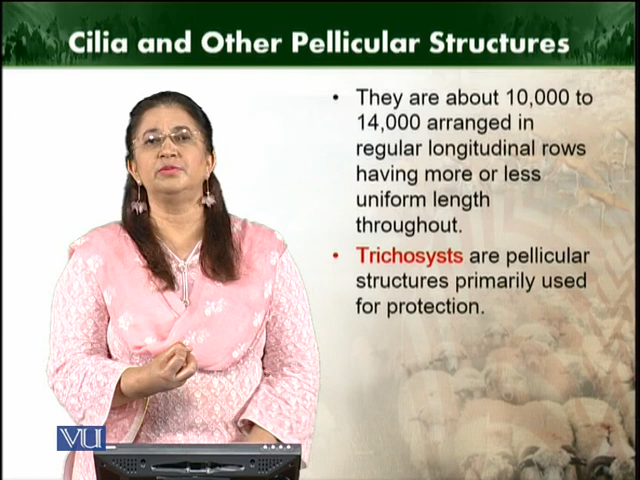 Cilia and Other Pellicular Structures
• They are about 10,000 to
14,000 arranged in
regular longitudinal rows
having more or less
uniform length
throughout.
• Trichosysts are pellicular
structures primarily used
for protection.
VU